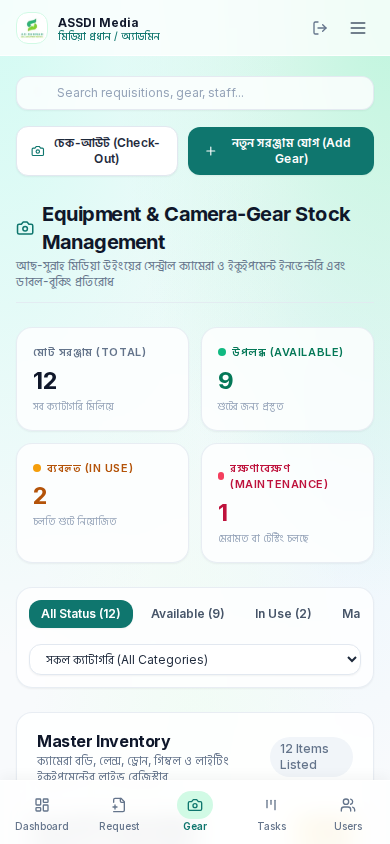 ASSDI Media
মিডিয়া প্রধান / অ্যাডমিন
Search requisitions, gear, staff...
চেক-আউট (Check-
Out)
নতুন সরঞ্জাম যোগ (Add
Gear)
Equipment & Camera-Gear Stock
Management
আছ-সুন্নাহ মিডিয়া উইংয়ের সেন্ট্রাল ক্যামেরা ও ইকুইপমেন্ট ইনভেন্টরি এবং
ডাবল-বুকিং প্রতিরোধ
মোট সরঞ্জাম (TOTAL)
12
সব ক্যাটাগরি মিলিয়ে
উপলব্ধ (AVAILABLE)
9
শুটের জন্য প্রস্তুত
ব্যবহৃত (IN USE)
2
চলতি শুটে নিয়োজিত
রক্ষণাবেক্ষণ
(MAINTENANCE)
1
মেরামত বা টেস্টিং চলছে
All Status (12)
Available (9)
In Use (2)
Ma
সকল ক্যাটাগরি (All Categories)
Master Inventory
ক্যামেরা বডি, লেন্স, ড্রোন, গিম্বল ও লাইটিং
ইকুইপমেন্টের লাইভ রেজিস্টার
12 Items
Listed
Dashboard
Request
Gear
Tasks
Users